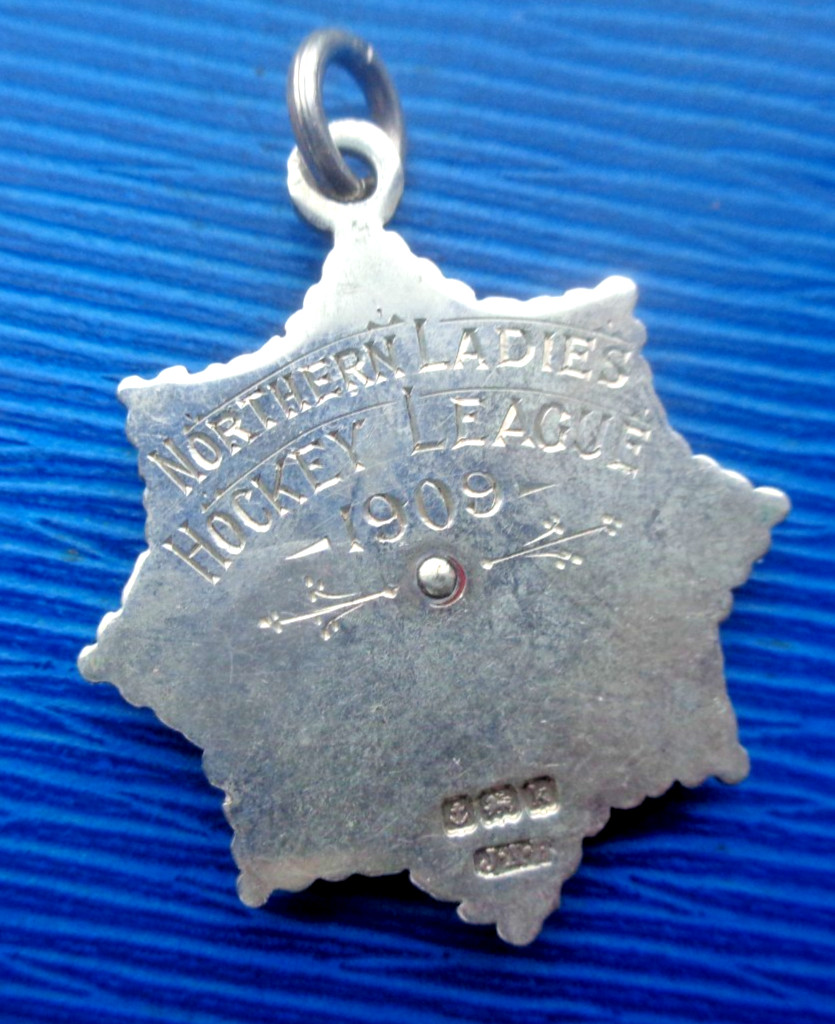 NORTHERN LADIES
HOCKEY LEAGUE
-1909-